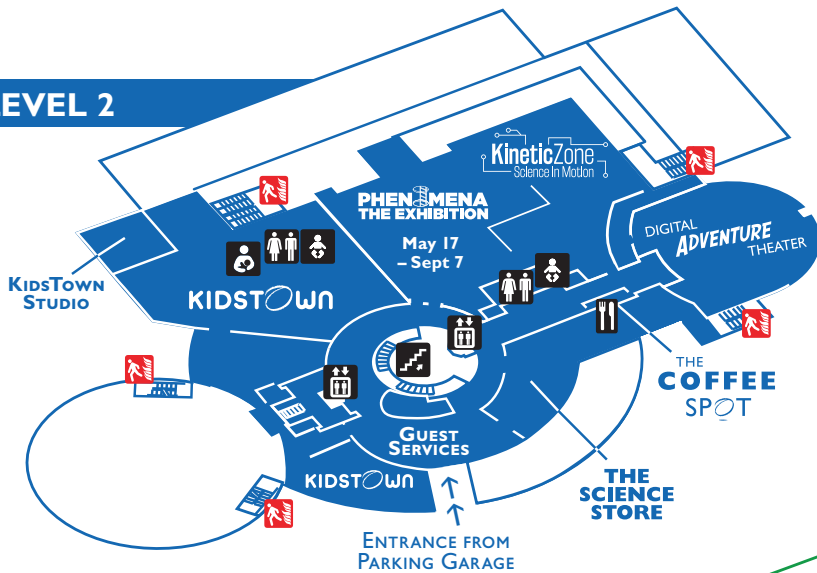 LEVEL 2
KineticZone
Science In Motion
PHENOMENA
THE EXHIBITION
May 17
– Sept 7
DIGITAL
ADVENTURE
THEATER
KIDSTOWN
STUDIO
KIDSTOWN
THE
COFFEE
SPOT
GUEST
SERVICES
KIDSTOWN
THE
SCIENCE
STORE
ENTRANCE FROM
PARKING GARAGE